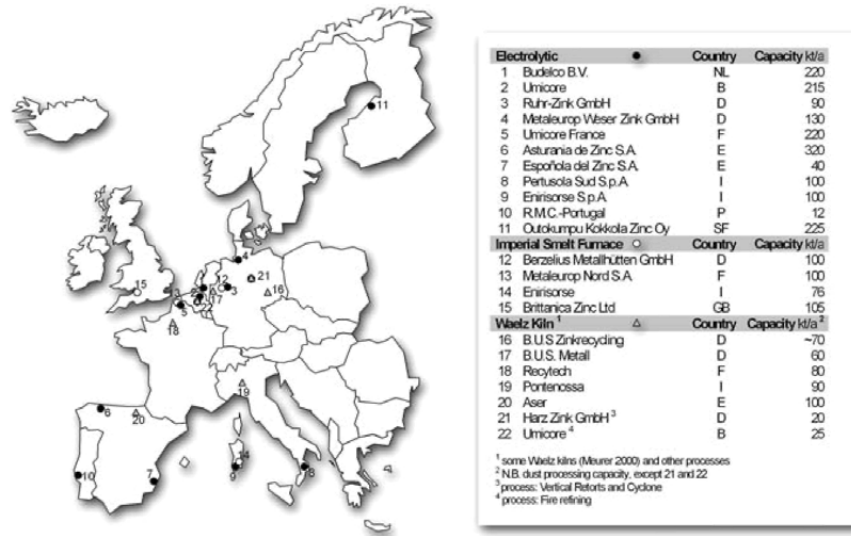 11
4
15
12
21
3
16
13
17
5
18
19
6
20
14
9
8
10
7
Electrolytic Country Capacity kt/a
1 Budelco B.V. NL 220
2 Umicore B 215
3 Ruhr-Zink GmbH D 90
4 Metaleurop Weser Zink GmbH D 130
5 Umicore France F 220
6 Asturania de Zinc S.A. E 320
7 Española del Zinc S.A. E 40
8 Pertusola Sud S.p.A. I 100
9 Enirisorse S.p.A. I 100
10 R.M.C.-Portugal P 12
11 Outokumpu Kokkola Zinc Oy SF 225
Imperial Smelt Furnace Country Capacity kt/a
12 Berzelius Metallhütten GmbH D 100
13 Metaleurop Nord S.A. F 100
14 Enirisorse I 76
15 Brittanica Zinc Ltd GB 105
Waelz Kiln 1 Country Capacity kt/a 2
16 B.U.S Zinkrecycling D ~70
17 B.U.S. Metall D 60
18 Recytech F 80
19 Pontenossa I 90
20 Aser E 100
21 Harz Zink GmbH 3 D 20
22 Umicore 4 B 25
1 some Waelz kilns (Meurer 2000) and other processes
2 N.B. dust processing capacity, except 21 and 22
3 process: Vertical Retorts and Cyclone
4 process: Fire refining